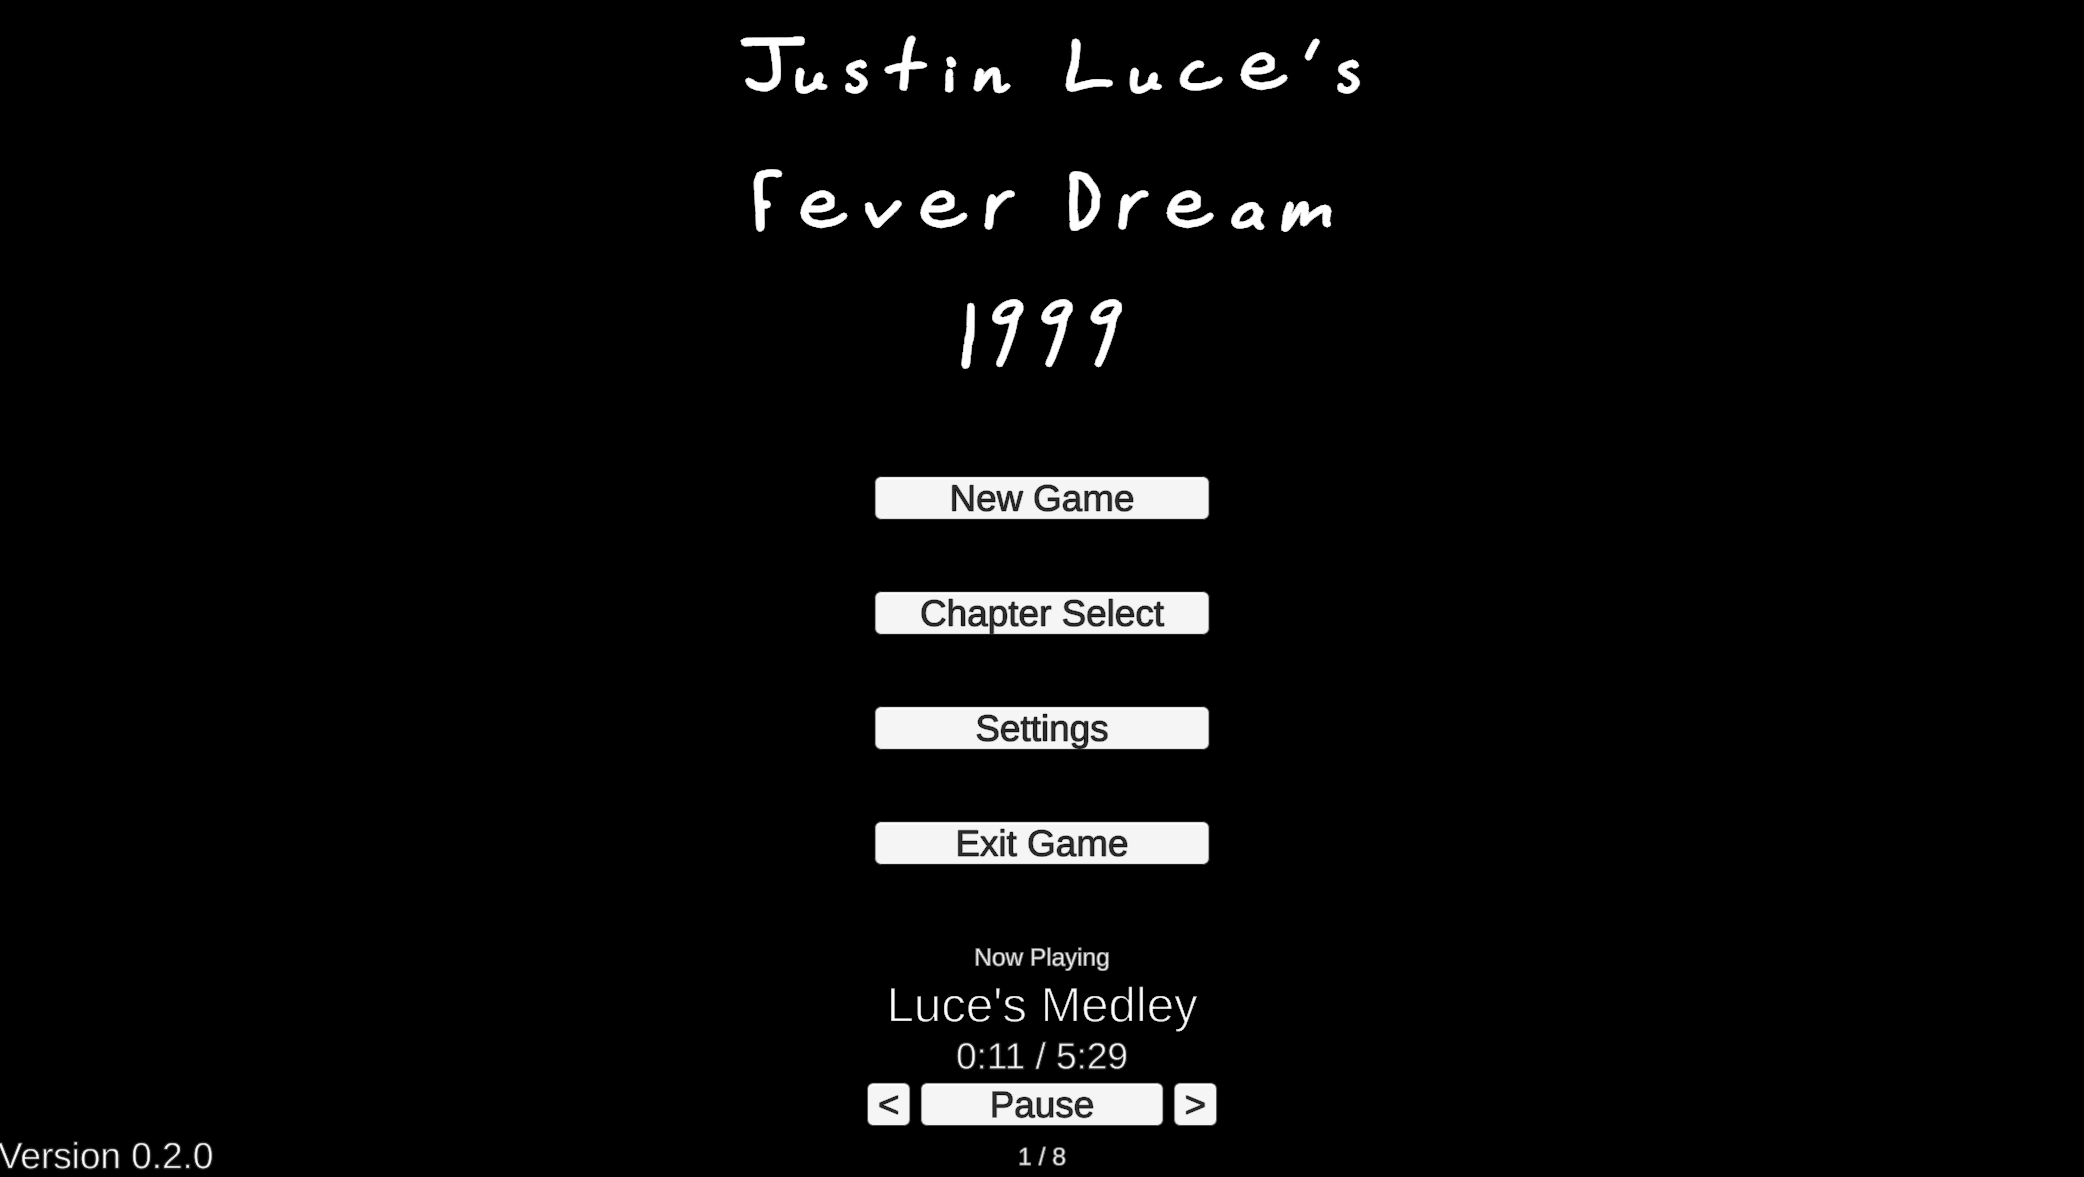 Justin Luce's
Fever Dream
1999
New Game
Chapter Select
Settings
Exit Game
Now Playing
Luce's Medley
0:11 / 5:29
< Pause >
Version 0.2.0
1 / 8